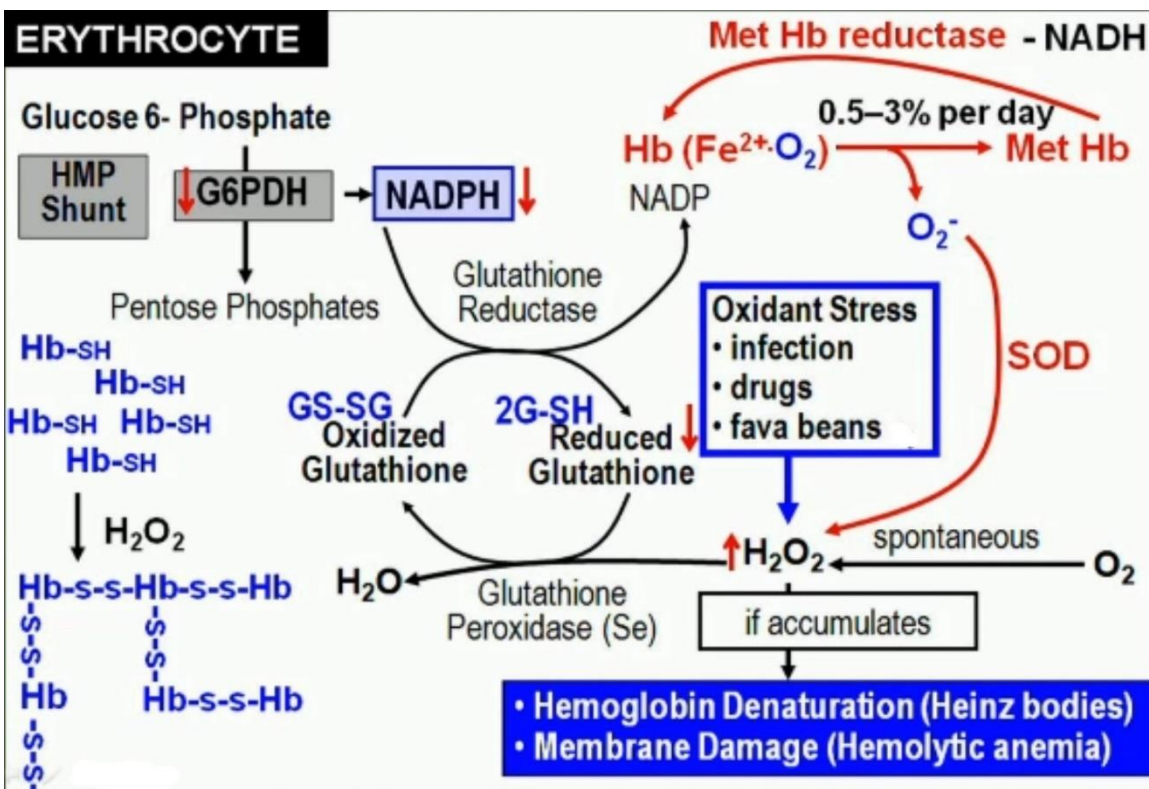 ERYTHROCYTE
Met Hb reductase - NADH
Glucose 6- Phosphate
0.5–3% per day
Hb (Fe²⁺·O₂)
Met Hb
HMP
Shunt
G6PDH
NADPH
NADP
O₂⁻
Glutathione
Reductase
Pentose Phosphates
Oxidant Stress
• infection
• drugs
• fava beans
SOD
Hb-SH
Hb-SH
Hb-SH Hb-SH
Hb-SH
GS-SG
Oxidized
Glutathione
2G-SH
Reduced
Glutathione
H₂O₂
H₂O
Glutathione
Peroxidase (Se)
H₂O₂
spontaneous
O₂
if accumulates
Hb-s-s-Hb-s-s-Hb
-s-s-
-s-s-
Hb
Hb-s-s-Hb
-s-s-
• Hemoglobin Denaturation (Heinz bodies)
• Membrane Damage (Hemolytic anemia)